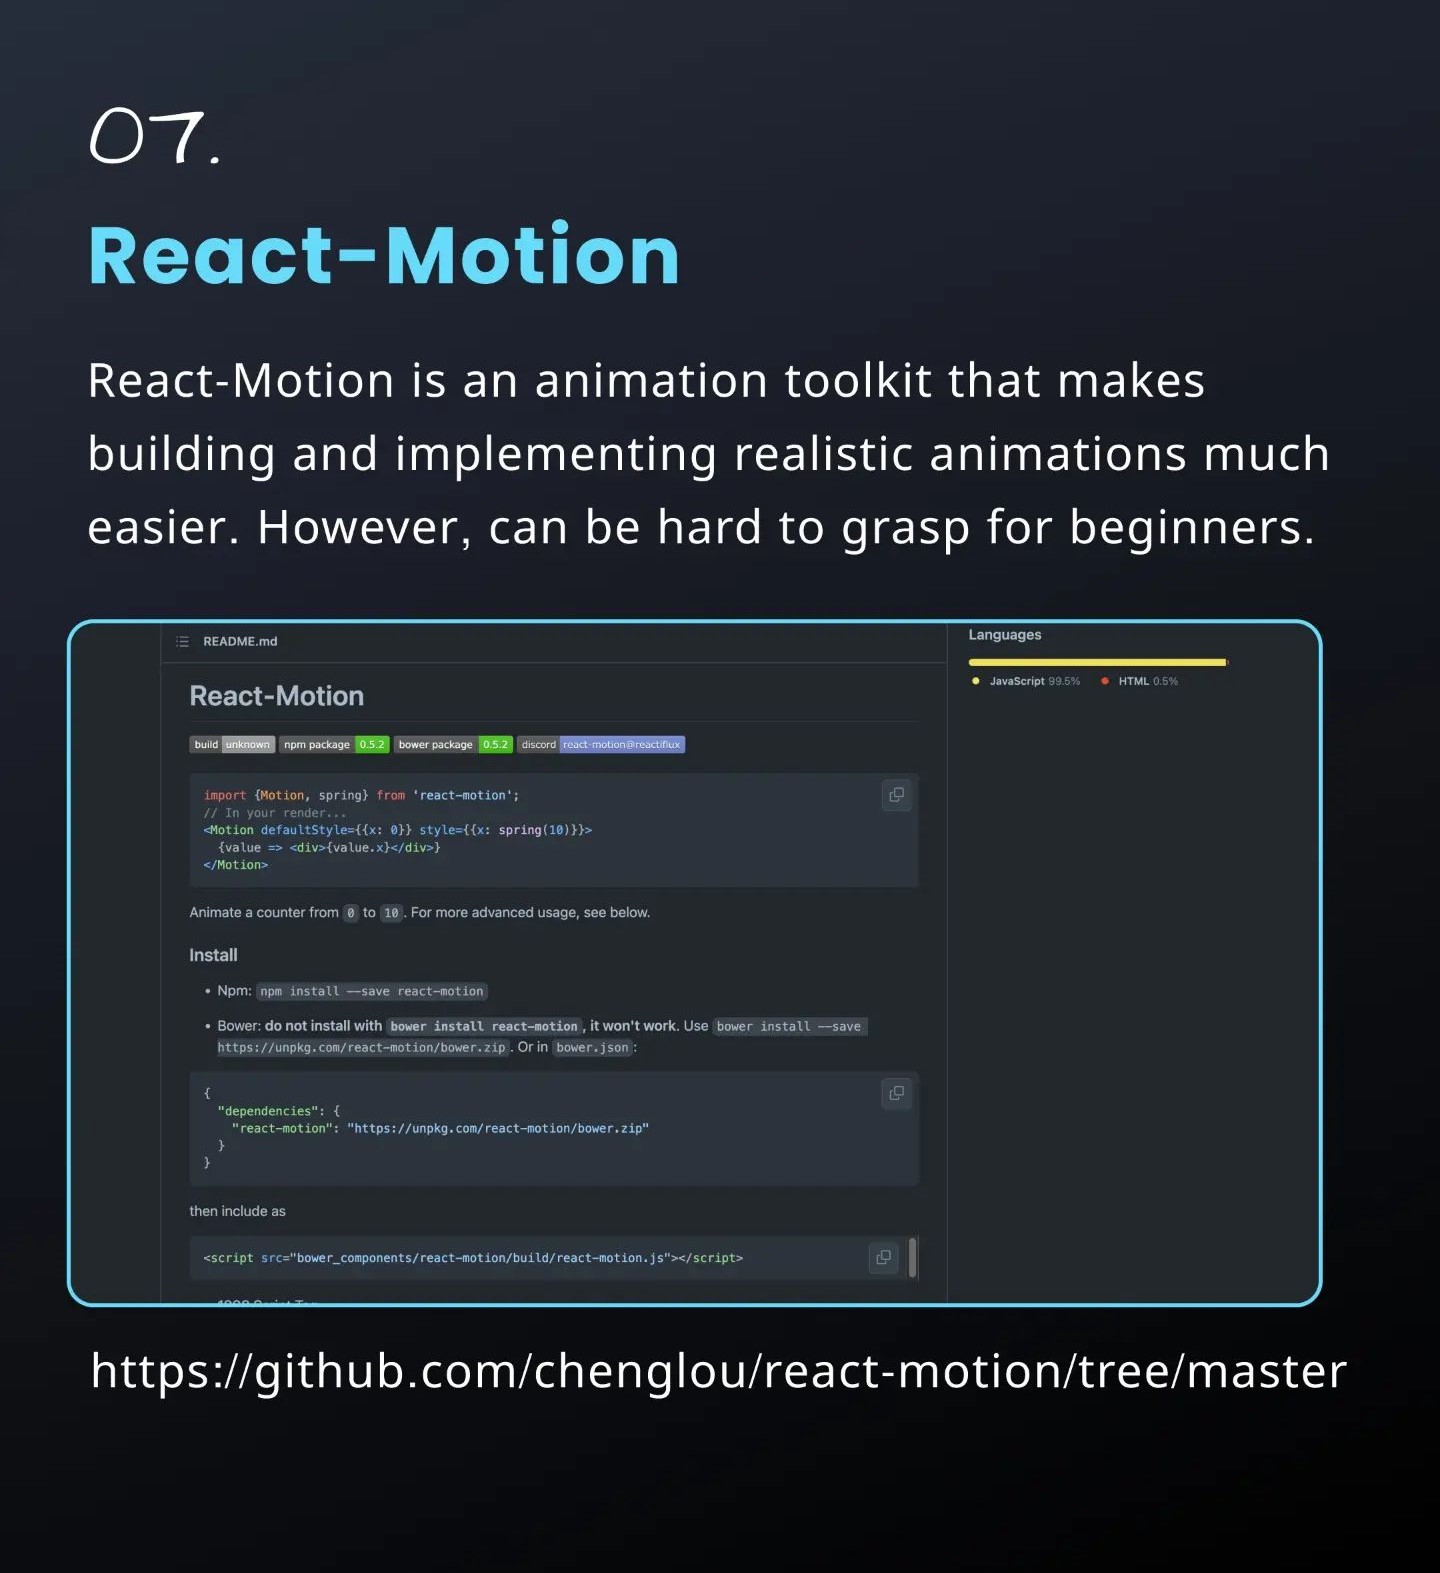 07.
React-Motion
React-Motion is an animation toolkit that makes
building and implementing realistic animations much
easier. However, can be hard to grasp for beginners.
README.md
React-Motion
build unknown npm package 0.5.2 bower package 0.5.2 discord react-motion@reactiflux
import {Motion, spring} from 'react-motion';
// In your render...
<Motion defaultStyle={{x: 0}} style={{x: spring(10)}}>
  {value => <div>{value.x}</div>}
</Motion>
Animate a counter from 0 to 10. For more advanced usage, see below.
Install
• Npm: npm install --save react-motion
• Bower: do not install with bower install react-motion, it won't work. Use bower install --save
https://unpkg.com/react-motion/bower.zip. Or in bower.json:
{
  "dependencies": {
    "react-motion": "https://unpkg.com/react-motion/bower.zip"
  }
}
then include as
<script src="bower_components/react-motion/build/react-motion.js"></script>
Languages
JavaScript 99.5% HTML 0.5%
https://github.com/chenglou/react-motion/tree/master